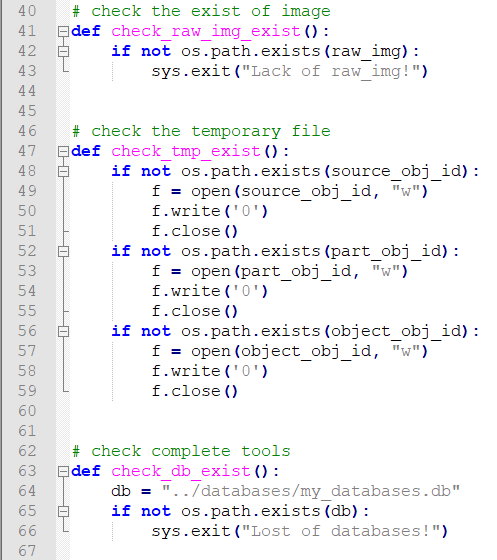 40 # check the exist of image
41 def check_raw_img_exist():
42     if not os.path.exists(raw_img):
43         sys.exit("Lack of raw_img!")
44
45
46 # check the temporary file
47 def check_tmp_exist():
48     if not os.path.exists(source_obj_id):
49         f = open(source_obj_id, "w")
50         f.write('0')
51         f.close()
52     if not os.path.exists(part_obj_id):
53         f = open(part_obj_id, "w")
54         f.write('0')
55         f.close()
56     if not os.path.exists(object_obj_id):
57         f = open(object_obj_id, "w")
58         f.write('0')
59         f.close()
60
61
62 # check complete tools
63 def check_db_exist():
64     db = "../databases/my_databases.db"
65     if not os.path.exists(db):
66         sys.exit("Lost of databases!")
67